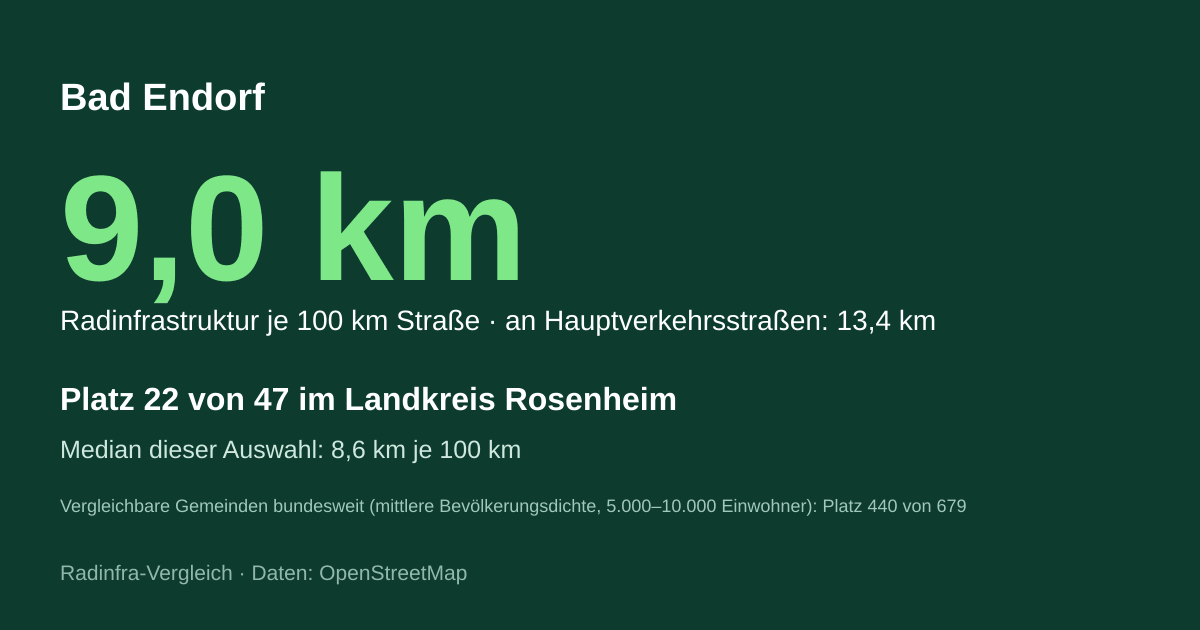 Bad Endorf
9,0 km
Radinfrastruktur je 100 km Straße · an Hauptverkehrsstraßen: 13,4 km
Platz 22 von 47 im Landkreis Rosenheim
Median dieser Auswahl: 8,6 km je 100 km
Vergleichbare Gemeinden bundesweit (mittlere Bevölkerungsdichte, 5.000–10.000 Einwohner): Platz 440 von 679
Radinfra-Vergleich · Daten: OpenStreetMap